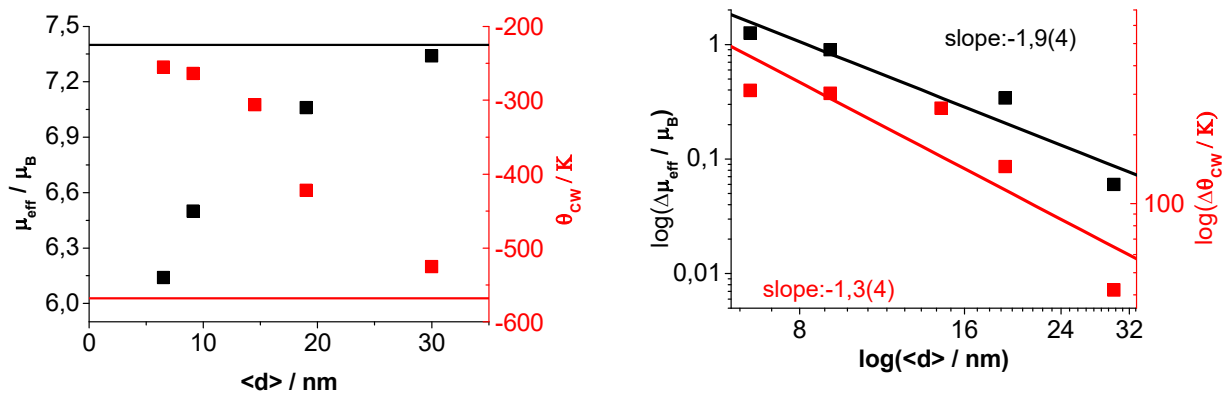 7,5
7,2
6,9
6,6
6,3
6,0
μeff / μB
0
10
20
30
<d> / nm
-200
-300
-400
-500
-600
θCW / K
1
0,1
0,01
log(Δμeff / μB)
slope:-1,9(4)
slope:-1,3(4)
8
16
24
32
log(<d> / nm)
100
log(Δθcw / K)